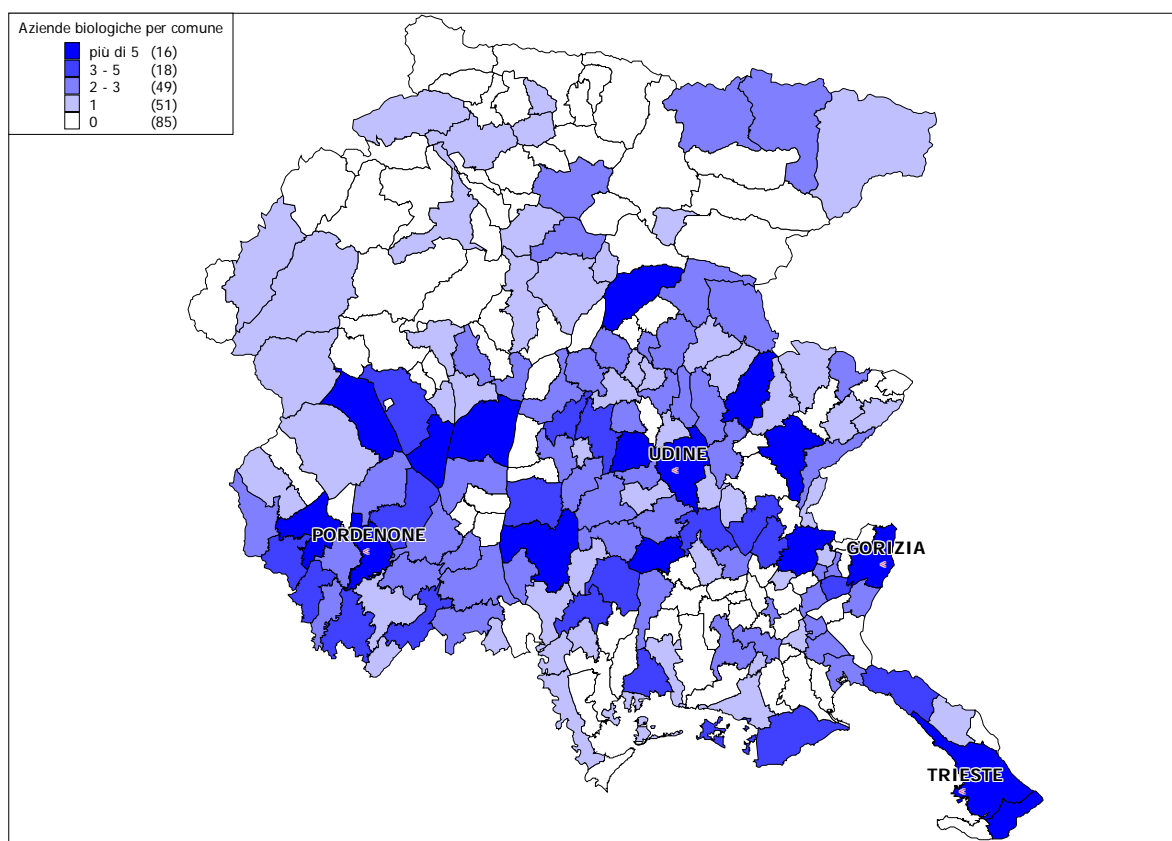 Aziende biologiche per comune
più di 5 (16)
3 - 5 (18)
2 - 3 (49)
1 (51)
0 (85)
UDINE
PORDENONE
GORIZIA
TRIESTE